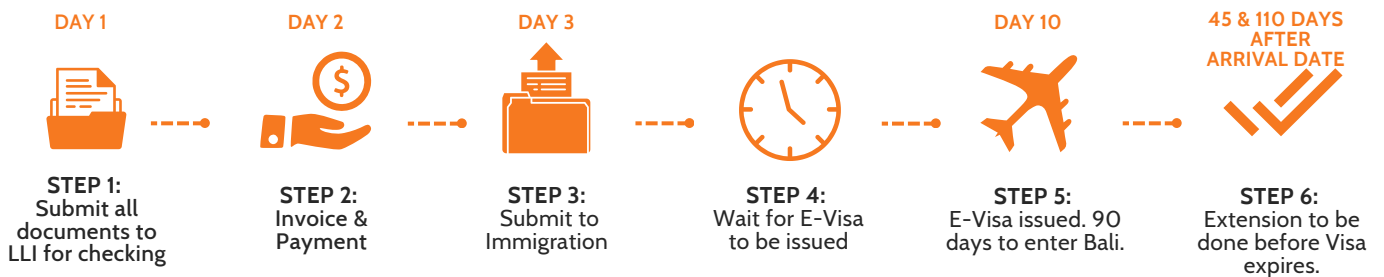 DAY 1
STEP 1:
Submit all
documents to
LLI for checking
DAY 2
$
STEP 2:
Invoice &
Payment
DAY 3
STEP 3:
Submit to
Immigration
STEP 4:
Wait for E-Visa
to be issued
DAY 10
STEP 5:
E-Visa issued. 90
days to enter Bali.
45 & 110 DAYS
AFTER
ARRIVAL DATE
STEP 6:
Extension to be
done before Visa
expires.